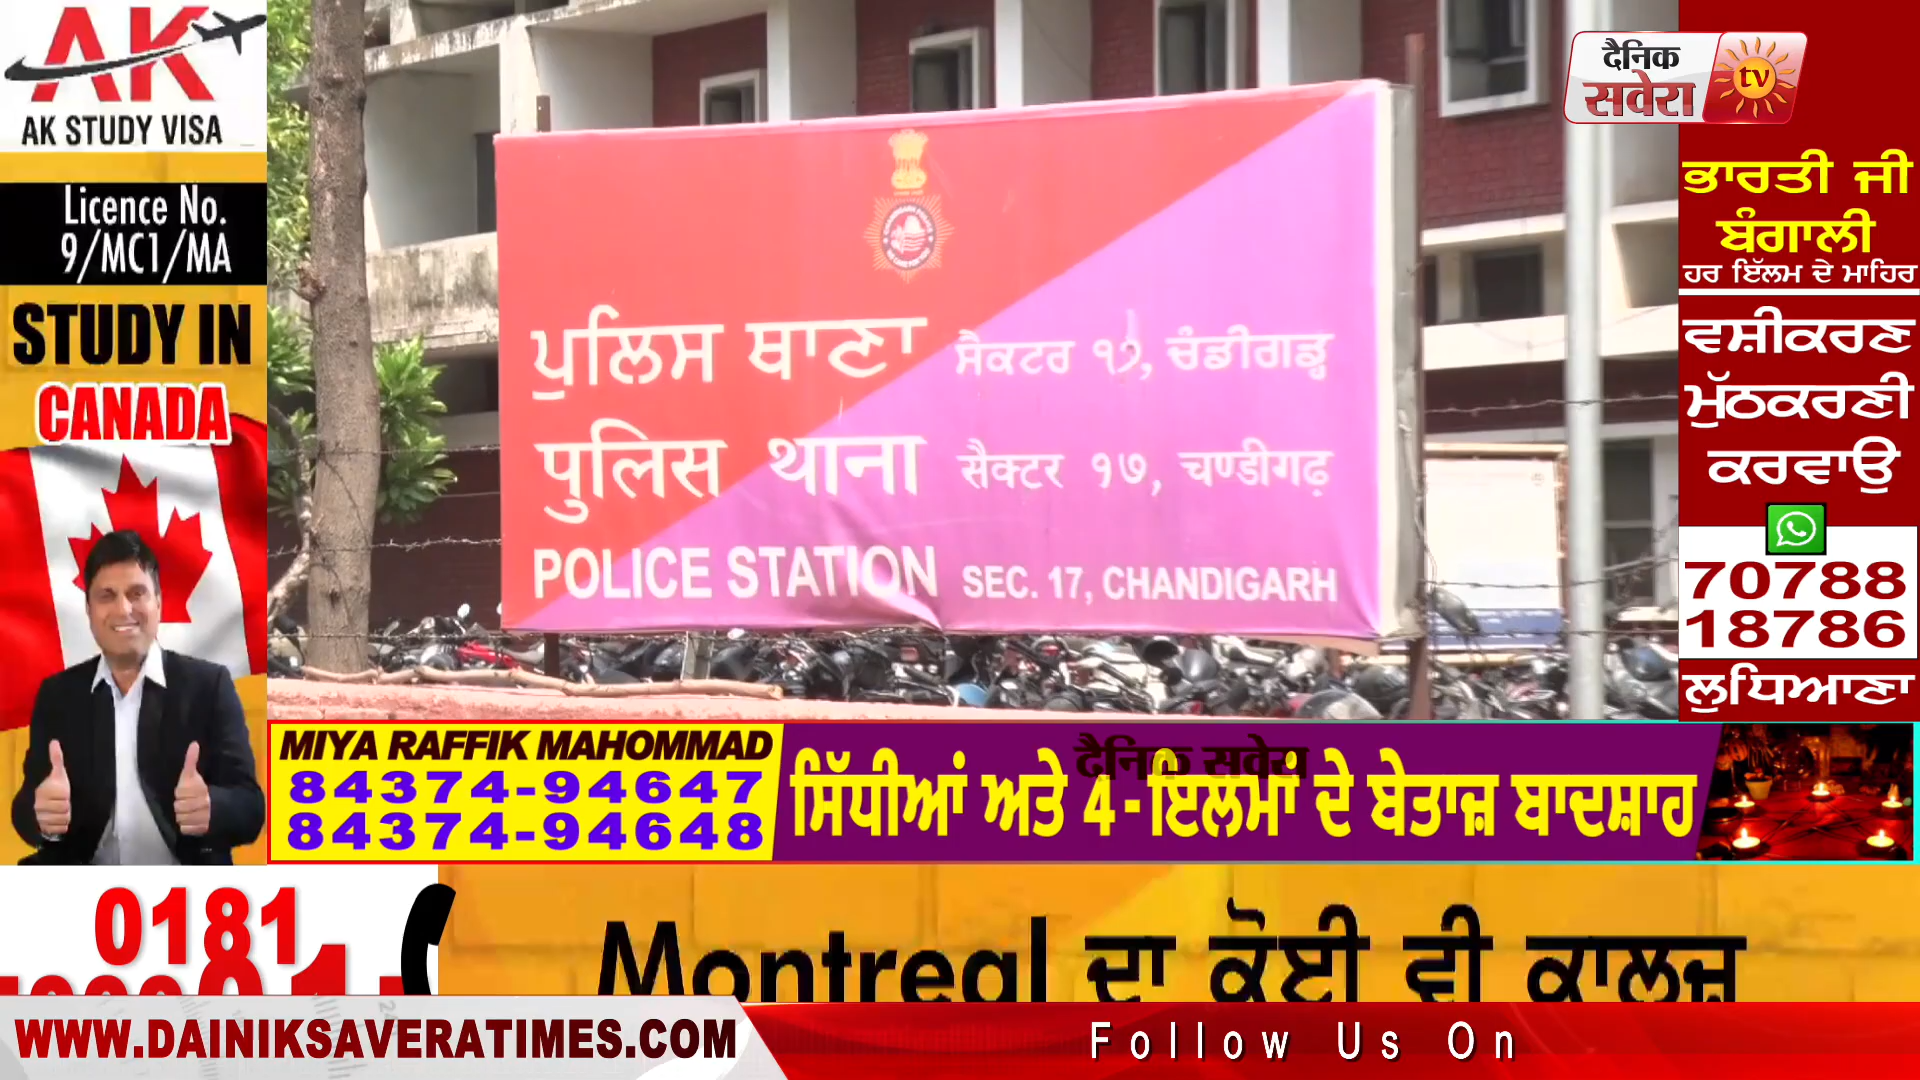 AK
AK STUDY VISA
Licence No.
9/MC1/MA
STUDY IN
CANADA
ਪੁਲਿਸ ਥਾਣਾ ਸੈਕਟਰ ੧੭, ਚੰਡੀਗੜ੍ਹ
पुलिस थाना सैक्टर १७, चण्डीगढ़
POLICE STATION SEC. 17, CHANDIGARH
दैनिक
सवेरा
tv
ਭਾਰਤੀ ਜੀ
ਬੰਗਾਲੀ
ਹਰ ਇੱਲਮ ਦੇ ਮਾਹਿਰ
ਵਸ਼ੀਕਰਣ
ਮੁੱਠਕਰਣੀ
ਕਰਵਾਉ
70788
18786
ਲੁਧਿਆਣਾ
MIYA RAFFIK MAHOMMAD
84374-94647
84374-94648
दैनिक सवेरा
ਸਿੱਧੀਆਂ ਅਤੇ 4-ਇਲਮਾਂ ਦੇ ਬੇਤਾਜ਼ ਬਾਦਸ਼ਾਹ
0181
Montreal ਦਾ ਕੋਈ ਵੀ ਕਾਲਜ਼
WWW.DAINIKSAVERATIMES.COM
Follow Us On